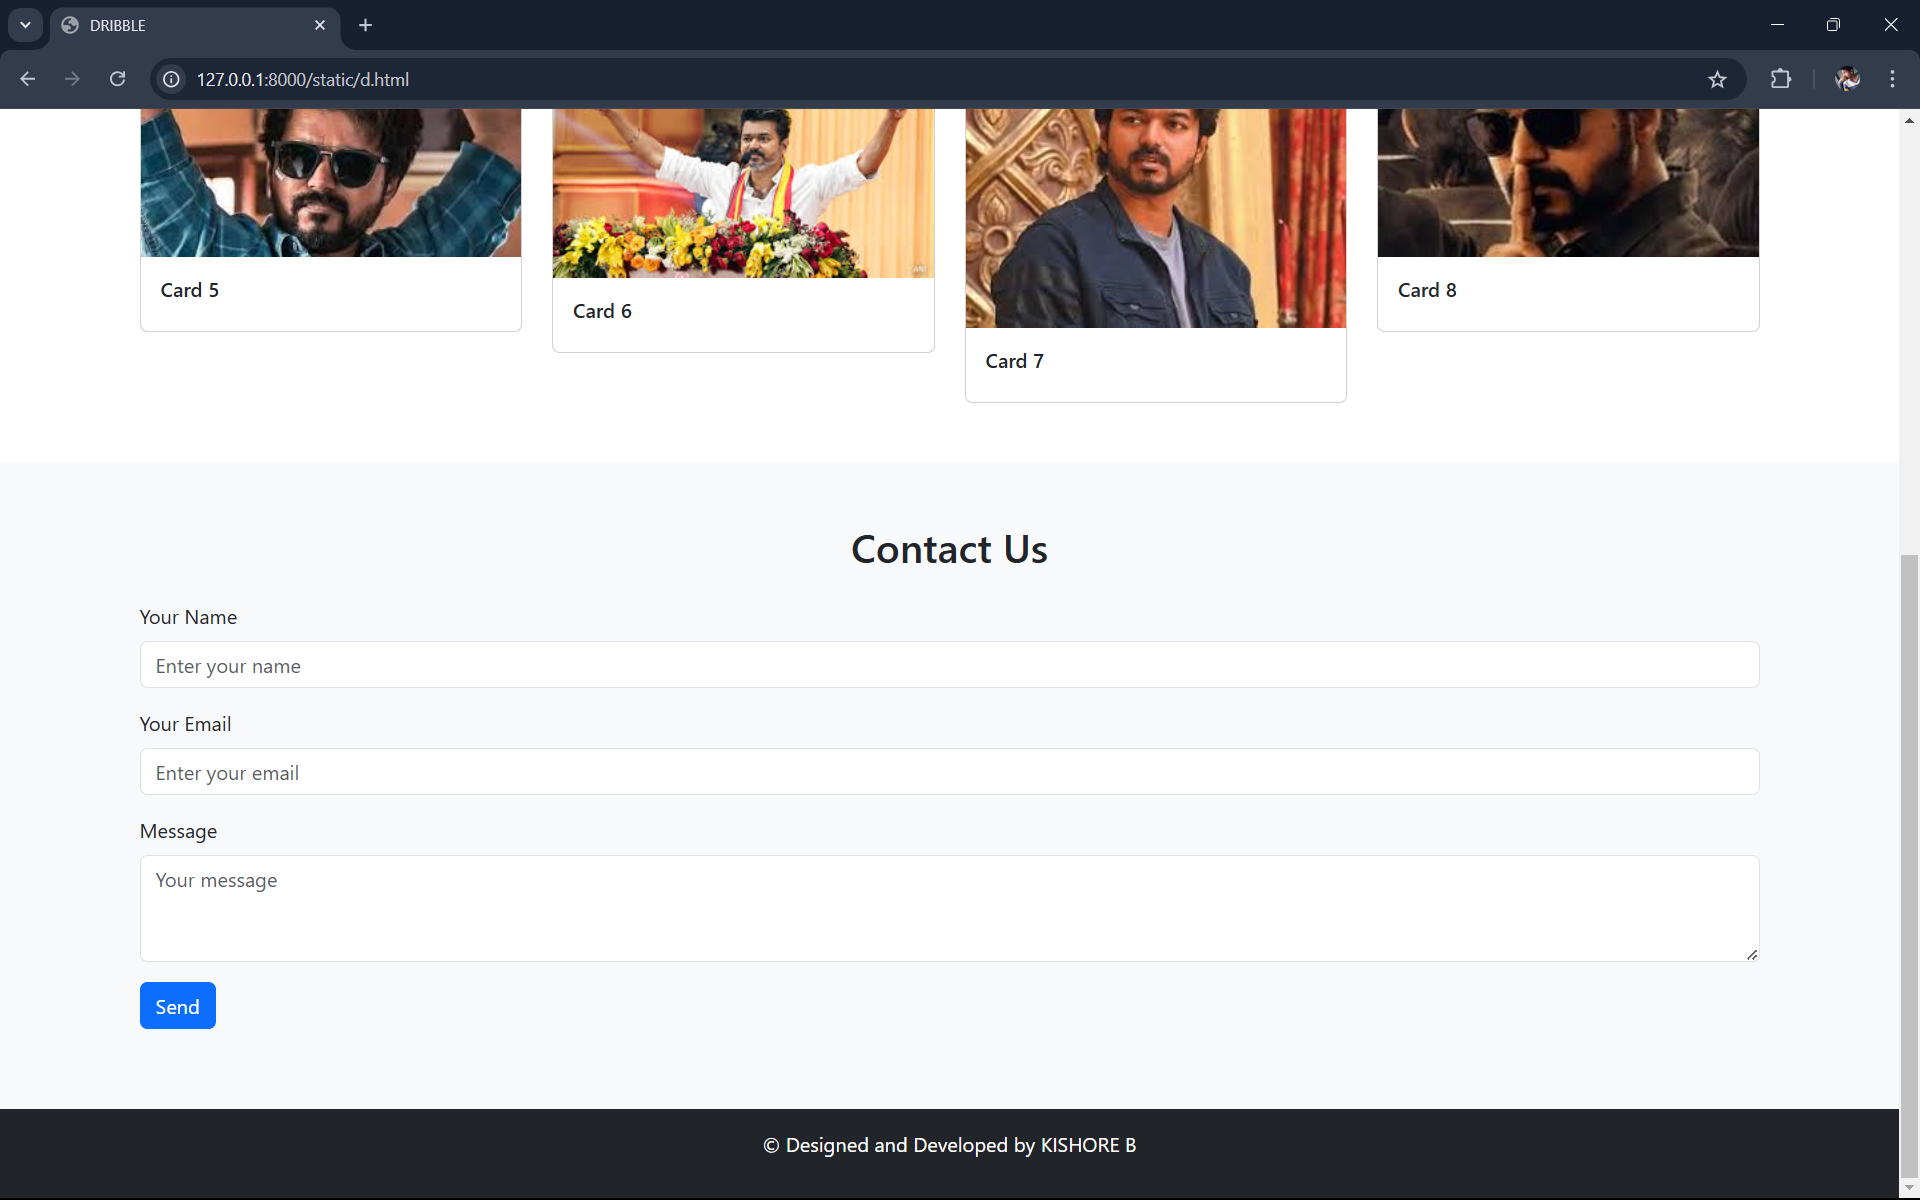 DRIBBLE
127.0.0.1:8000/static/d.html
ANI
Card 5
Card 6
Card 7
Card 8
Contact Us
Your Name
Enter your name
Your Email
Enter your email
Message
Your message
Send
© Designed and Developed by KISHORE B